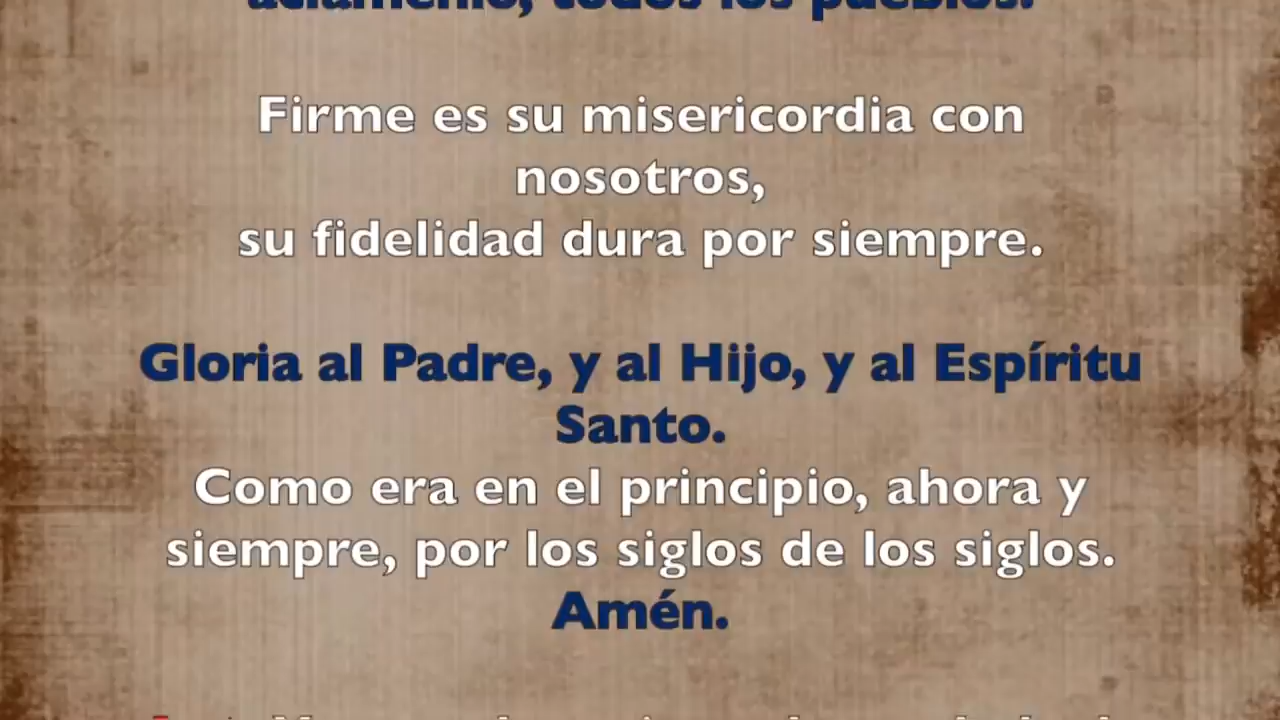 aclamenlo, todos los pueblos.
Firme es su misericordia con
nosotros,
su fidelidad dura por siempre.
Gloria al Padre, y al Hijo, y al Espíritu
Santo.
Como era en el principio, ahora y
siempre, por los siglos de los siglos.
Amén.